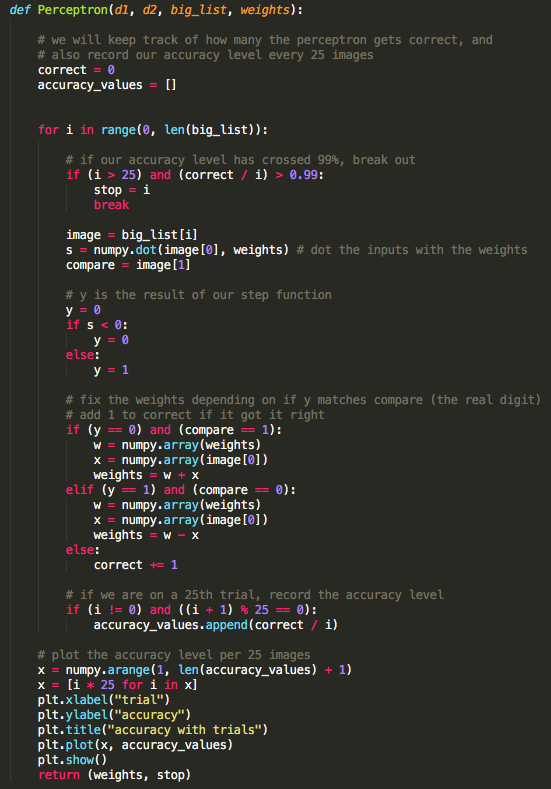 def Perceptron(d1, d2, big_list, weights):
# we will keep track of how many the perceptron gets correct, and
# also record our accuracy level every 25 images
correct = 0
accuracy_values = []
for i in range(0, len(big_list)):
# if our accuracy level has crossed 99%, break out
if (i > 25) and (correct / i) > 0.99:
stop = i
break
image = big_list[i]
s = numpy.dot(image[0], weights) # dot the inputs with the weights
compare = image[1]
# y is the result of our step function
y = 0
if s < 0:
y = 0
else:
y = 1
# fix the weights depending on if y matches compare (the real digit)
# add 1 to correct if it got it right
if (y == 0) and (compare == 1):
w = numpy.array(weights)
x = numpy.array(image[0])
weights = w + x
elif (y == 1) and (compare == 0):
w = numpy.array(weights)
x = numpy.array(image[0])
weights = w - x
else:
correct += 1
# if we are on a 25th trial, record the accuracy level
if (i != 0) and ((i + 1) % 25 == 0):
accuracy_values.append(correct / i)
# plot the accuracy level per 25 images
x = numpy.arange(1, len(accuracy_values) + 1)
x = [i * 25 for i in x]
plt.xlabel("trial")
plt.ylabel("accuracy")
plt.title("accuracy with trials")
plt.plot(x, accuracy_values)
plt.show()
return (weights, stop)